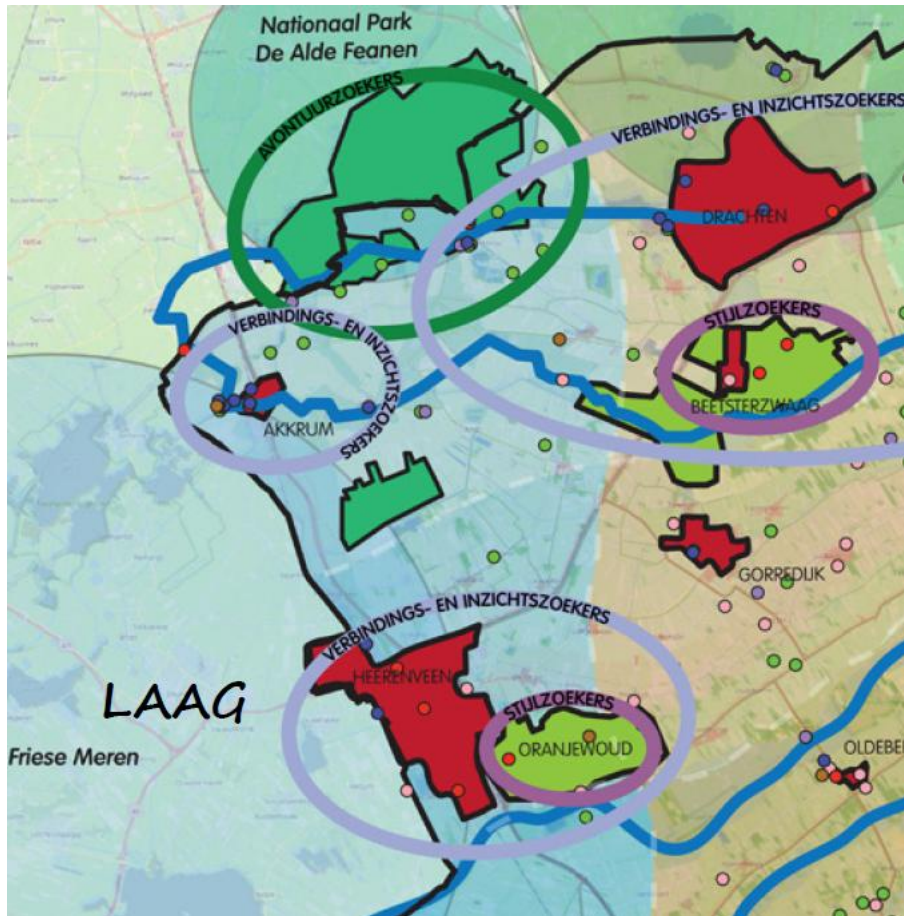 Nationaal Park
De Alde Feanen
AVONTUURZOEKERS
VERBINDINGS- EN INZICHTSZOEKERS
DRACHTEN
STIJLZOEKERS
VERBINDINGS- EN INZICHTSZOEKERS
BEETSTERZWAAG
AKKRUM
GORREDIJK
VERBINDINGS- EN INZICHTSZOEKERS
HEERENVEEN
LAAG
STIJLZOEKERS
ORANJEWOUD
Friese Meren
OLDEBER